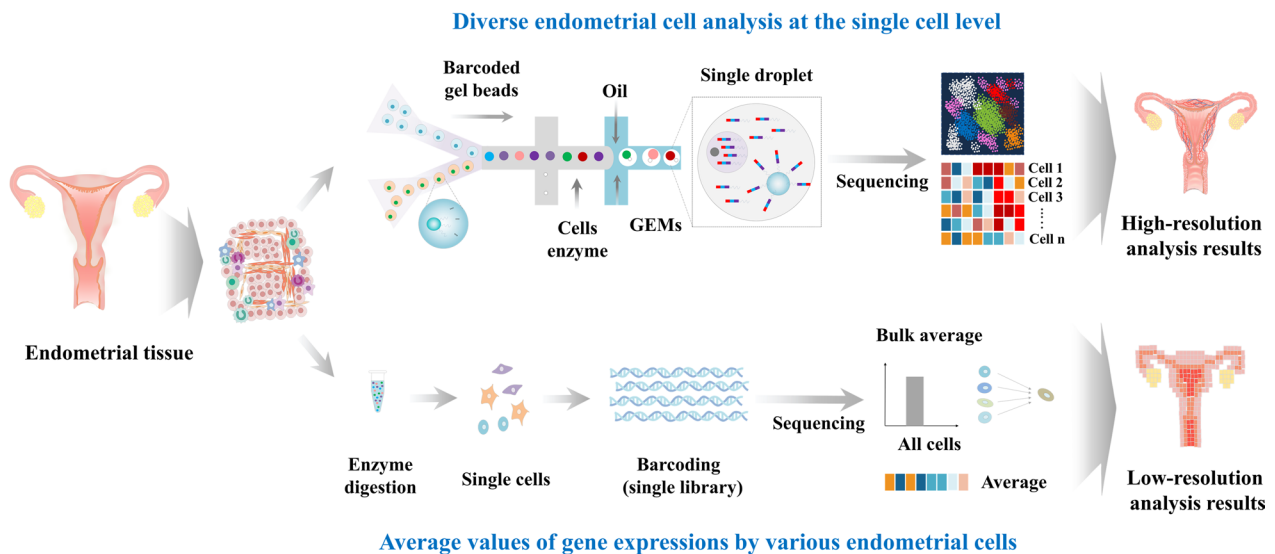 Diverse endometrial cell analysis at the single cell level
Barcoded
gel beads
Oil
Single droplet
Cells
enzyme
GEMs
Sequencing
Cell 1
Cell 2
Cell 3
Cell n
High-resolution
analysis results
Endometrial tissue
Enzyme
digestion
Single cells
Barcoding
(single library)
Sequencing
Bulk average
All cells
Average
Low-resolution
analysis results
Average values of gene expressions by various endometrial cells